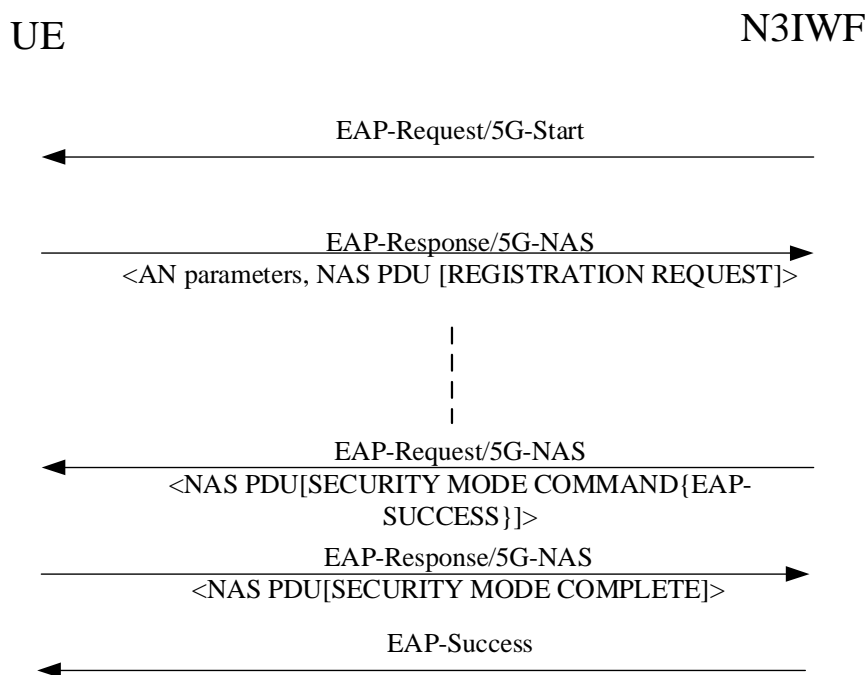 UE
N3IWF
EAP-Request/5G-Start
EAP-Response/5G-NAS
<AN parameters, NAS PDU [REGISTRATION REQUEST]>
EAP-Request/5G-NAS
<NAS PDU[SECURITY MODE COMMAND{EAP-
SUCCESS}]>
EAP-Response/5G-NAS
<NAS PDU[SECURITY MODE COMPLETE]>
EAP-Success